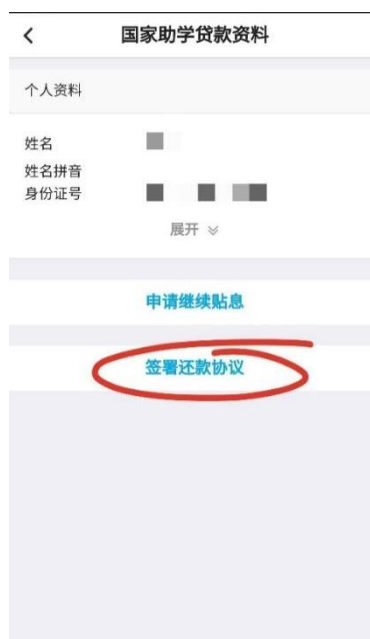 国家助学贷款资料
个人资料
姓名
姓名拼音
身份证号
展开
申请继续贴息
签署还款协议